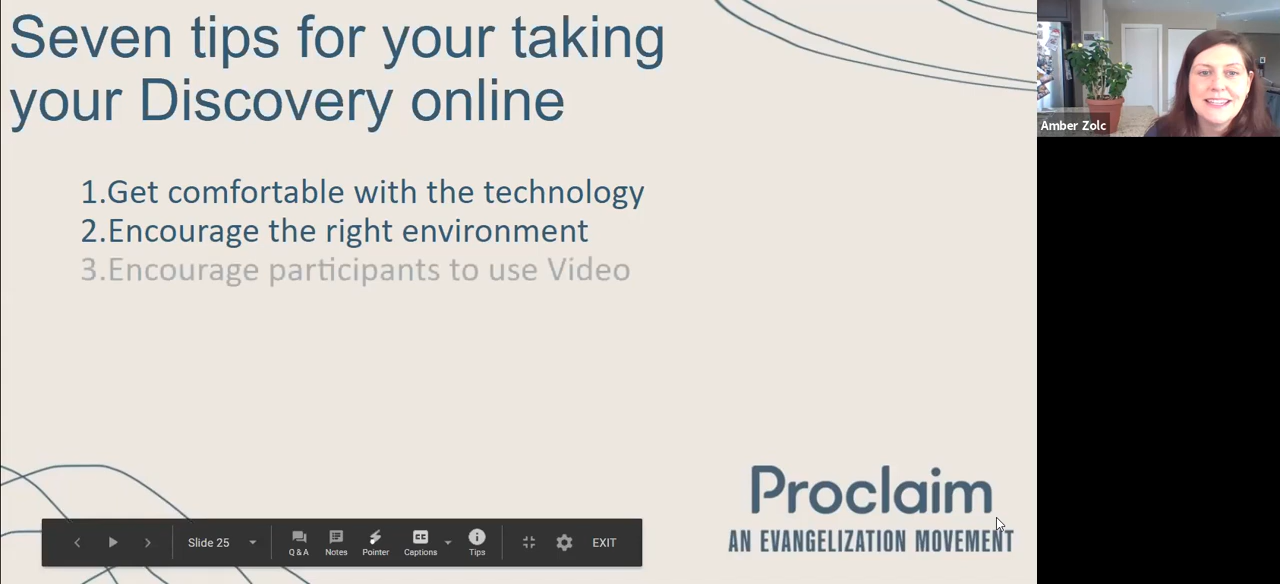 Seven tips for your taking
your Discovery online
Amber Zolc
1.Get comfortable with the technology
2.Encourage the right environment
3.Encourage participants to use Video
Proclaim
AN EVANGELIZATION MOVEMENT
Slide 25
Q & A
Notes
Pointer
CC
Captions
Tips
EXIT